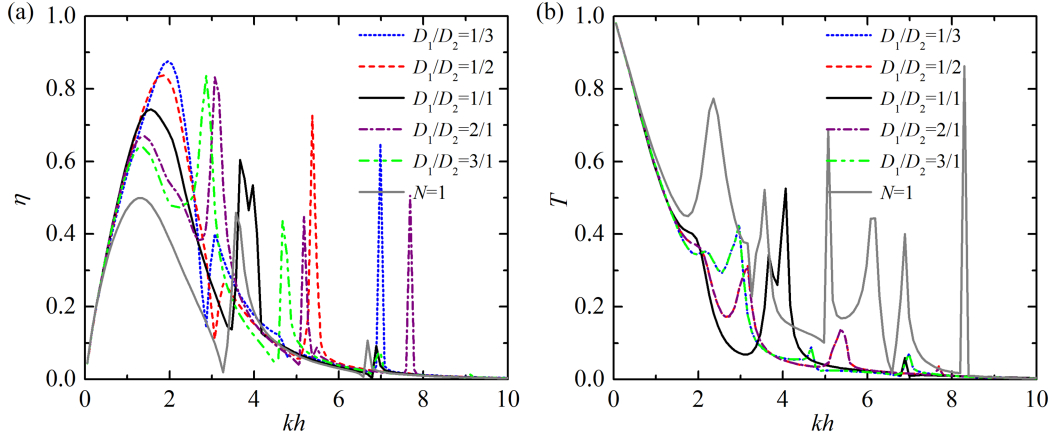 (a)
1.0
0.8
0.6
0.4
0.2
0.0
η
0
2
4
6
8
10
kh
D₁/D₂=1/3
D₁/D₂=1/2
D₁/D₂=1/1
D₁/D₂=2/1
D₁/D₂=3/1
N=1
(b)
1.0
0.8
0.6
0.4
0.2
0.0
T
0
2
4
6
8
10
kh
D₁/D₂=1/3
D₁/D₂=1/2
D₁/D₂=1/1
D₁/D₂=2/1
D₁/D₂=3/1
N=1